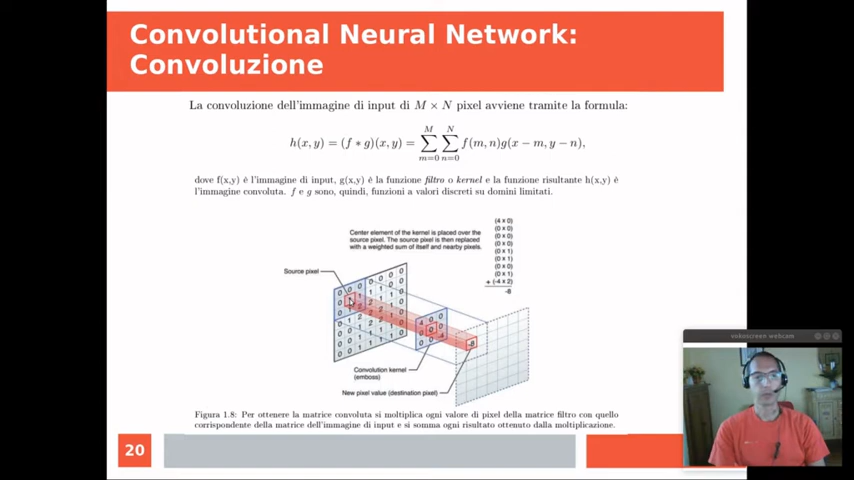 Convolutional Neural Network:
Convoluzione
La convoluzione dell'immagine di input di M × N pixel avviene tramite la formula:
h(x, y) = (f ∗ g)(x, y) = ∑_{m=0}^{M} ∑_{n=0}^{N} f(m, n)g(x − m, y − n),
dove f(x,y) è l'immagine di input, g(x,y) è la funzione filtro o kernel e la funzione risultante h(x,y) è
l'immagine convoluta. f e g sono, quindi, funzioni a valori discreti su domini limitati.
Center element of the kernel is placed over the
source pixel. The source pixel is then replaced
with a weighted sum of itself and nearby pixels.
(4 x 0)
(0 x 0)
(0 x 0)
(0 x 0)
(0 x 1)
(0 x 1)
(0 x 0)
(0 x 1)
+ (-4 x 2)
-8
Source pixel
-8
Convolution kernel
(emboss)
New pixel value (destination pixel)
Figura 1.8: Per ottenere la matrice convoluta si moltiplica ogni valore di pixel della matrice filtro con quello
corrispondente della matrice dell'immagine di input e si somma ogni risultato ottenuto dalla moltiplicazione.
20
vokoscreen webcam